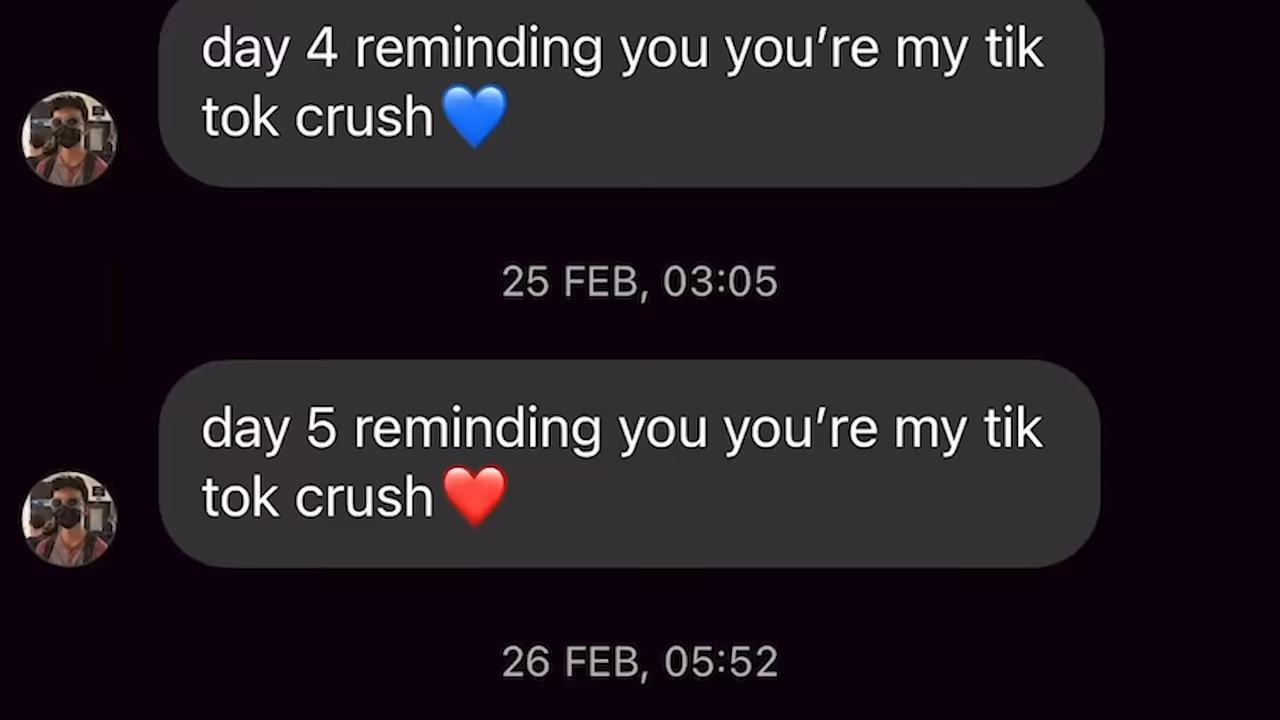 day 4 reminding you you’re my tik
tok crush💙
25 FEB, 03:05
day 5 reminding you you’re my tik
tok crush❤️
26 FEB, 05:52